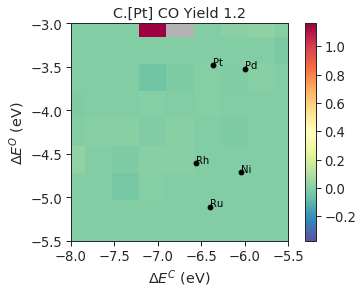 C.[Pt] CO Yield 1.2
−3.0
−3.5
−4.0
−4.5
−5.0
−5.5
ΔE^O (eV)
Pt
Pd
Rh
Ni
Ru
−8.0 −7.5 −7.0 −6.5 −6.0 −5.5
ΔE^C (eV)
1.0
0.8
0.6
0.4
0.2
0.0
−0.2